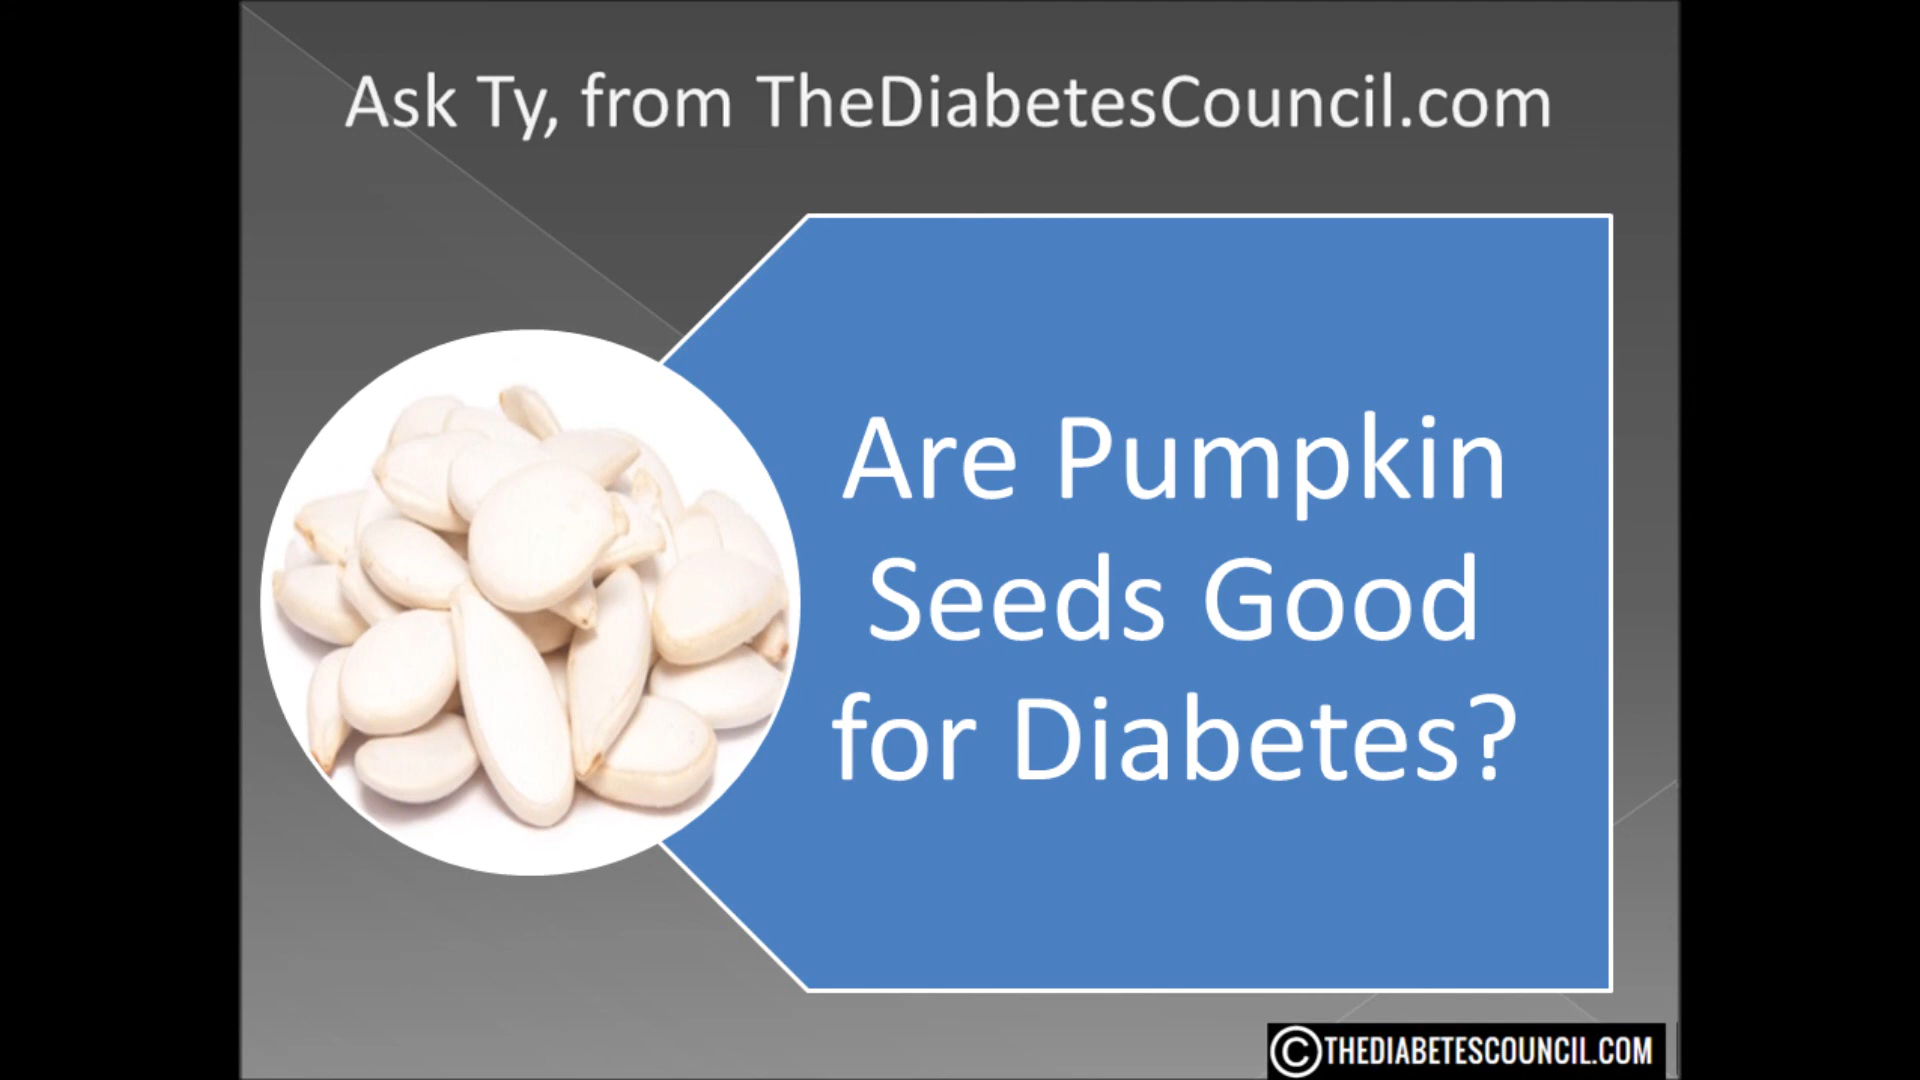 Ask Ty, from TheDiabetesCouncil.com
Are Pumpkin
Seeds Good
for Diabetes?
©THEDIABETESCOUNCIL.COM